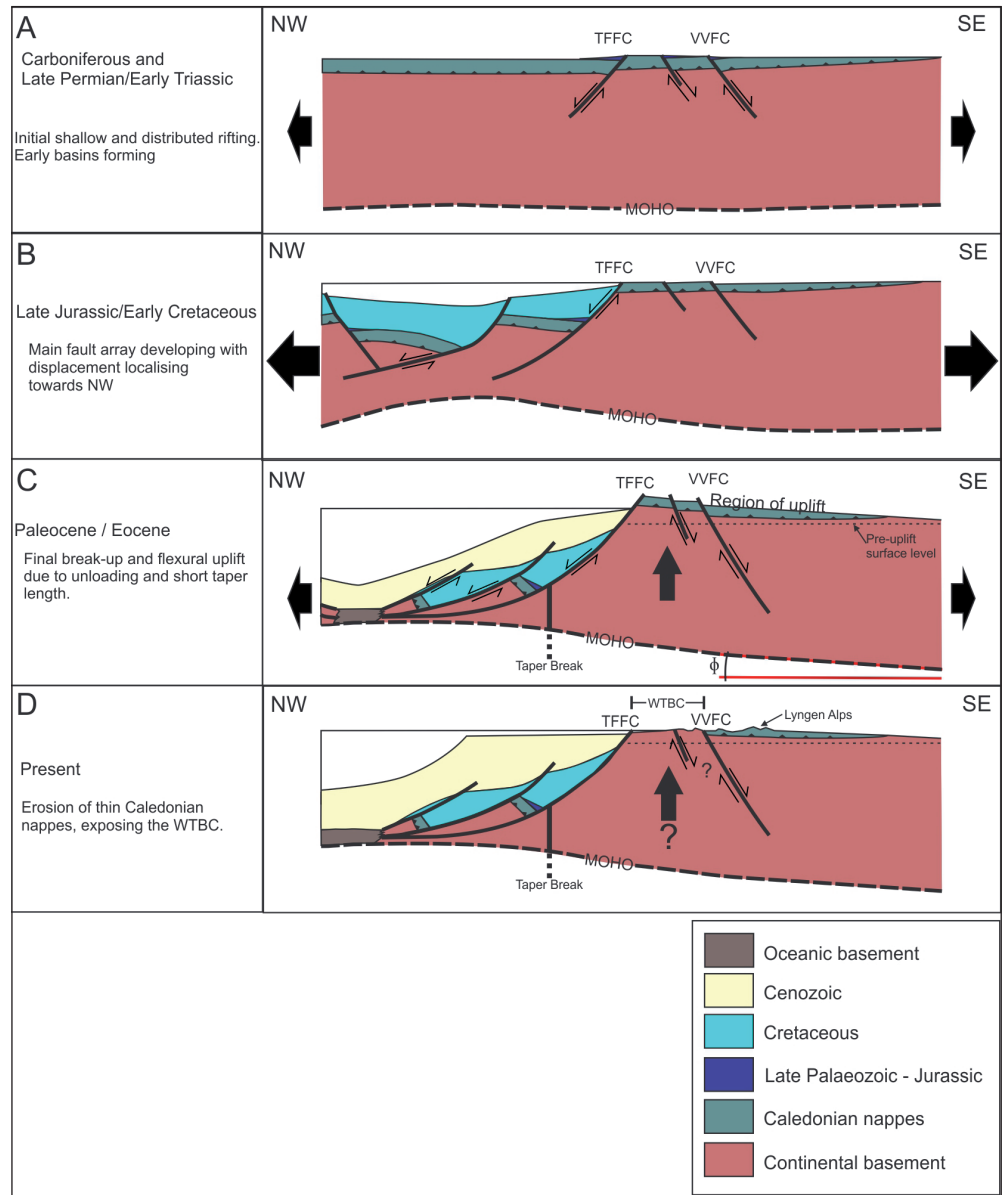 A
Carboniferous and
Late Permian/Early Triassic
Initial shallow and distributed rifting.
Early basins forming
NW
SE
TFFC
VVFC
MOHO
B
Late Jurassic/Early Cretaceous
Main fault array developing with
displacement localising
towards NW
NW
SE
TFFC
VVFC
MOHO
C
Paleocene / Eocene
Final break-up and flexural uplift
due to unloading and short taper
length.
NW
SE
TFFC
VVFC
Region of uplift
Pre-uplift
surface level
MOHO
Taper Break
ϕ
D
Present
Erosion of thin Caledonian
nappes, exposing the WTBC.
NW
SE
WTBC
TFFC
VVFC
Lyngen Alps
?
?
MOHO
Taper Break
Oceanic basement
Cenozoic
Cretaceous
Late Palaeozoic - Jurassic
Caledonian nappes
Continental basement